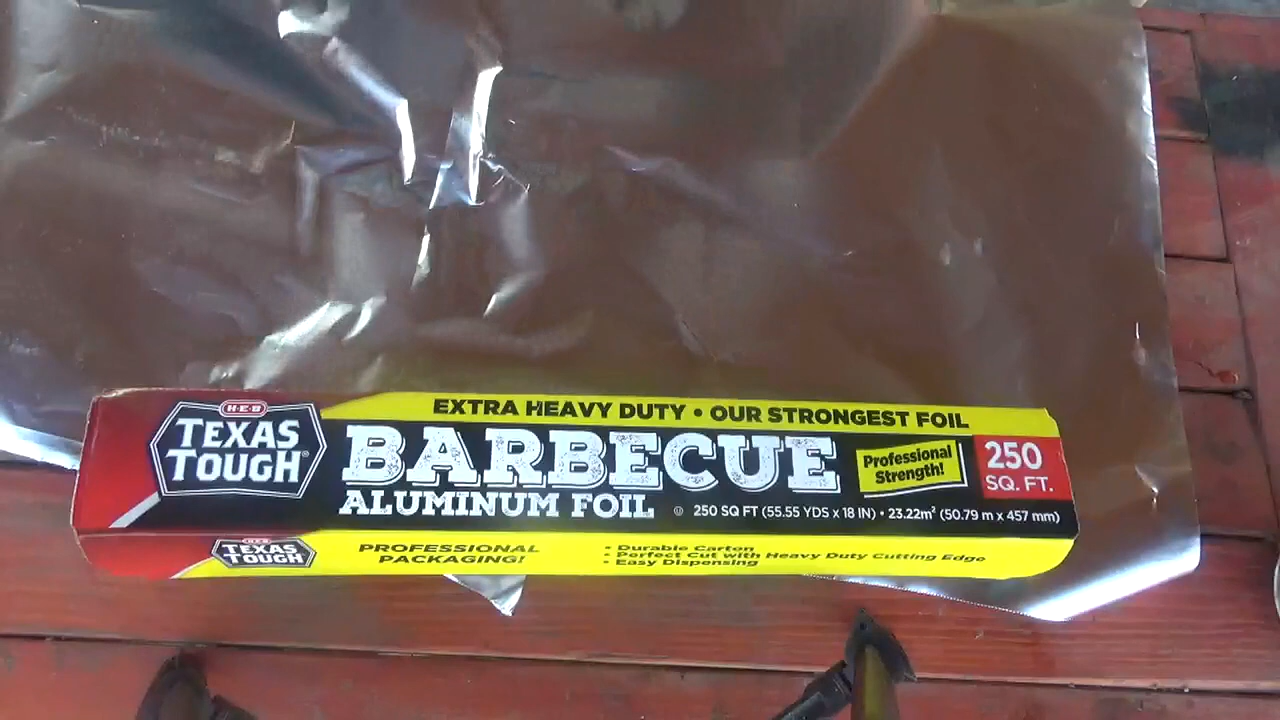 EXTRA HEAVY DUTY • OUR STRONGEST FOIL
H-E-B
TEXAS
TOUGH®
BARBECUE
ALUMINUM FOIL
Professional
Strength!
250
SQ. FT.
250 SQ FT (55.55 YDS x 18 IN) • 23.22m² (50.79 m x 457 mm)
H-E-B
TEXAS
TOUGH
PROFESSIONAL
PACKAGING!
• Durable Carton
• Perfect Cut with Heavy Duty Cutting Edge
• Easy Dispensing